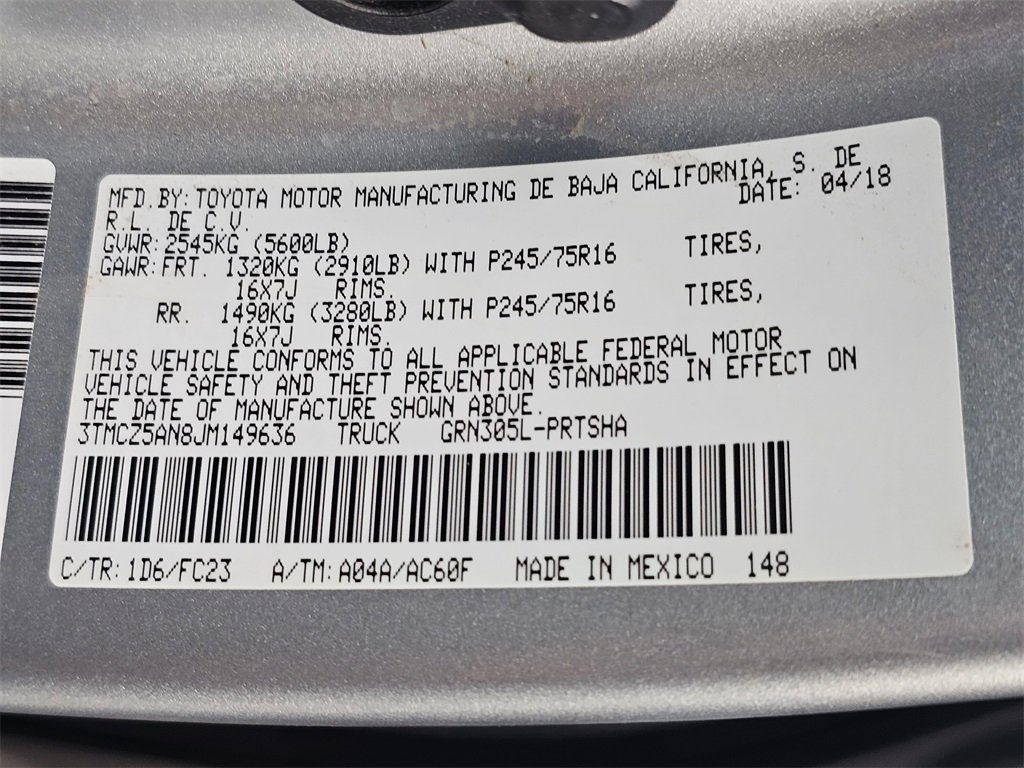 MFD.BY: TOYOTA MOTOR MANUFACTURING DE BAJA CALIFORNIA, S. DE
R.L. DE C.V. DATE: 04/18
GVWR: 2545KG (5600LB)
GAWR: FRT. 1320KG (2910LB) WITH P245/75R16 TIRES,
16X7J RIMS.
RR. 1490KG (3280LB) WITH P245/75R16 TIRES,
16X7J RIMS.
THIS VEHICLE CONFORMS TO ALL APPLICABLE FEDERAL MOTOR
VEHICLE SAFETY AND THEFT PREVENTION STANDARDS IN EFFECT ON
THE DATE OF MANUFACTURE SHOWN ABOVE.
3TMCZ5AN8JM149636 TRUCK GRN305L-PRTSHA
C/TR: 1D6/FC23 A/TM: A04A/AC60F MADE IN MEXICO 148